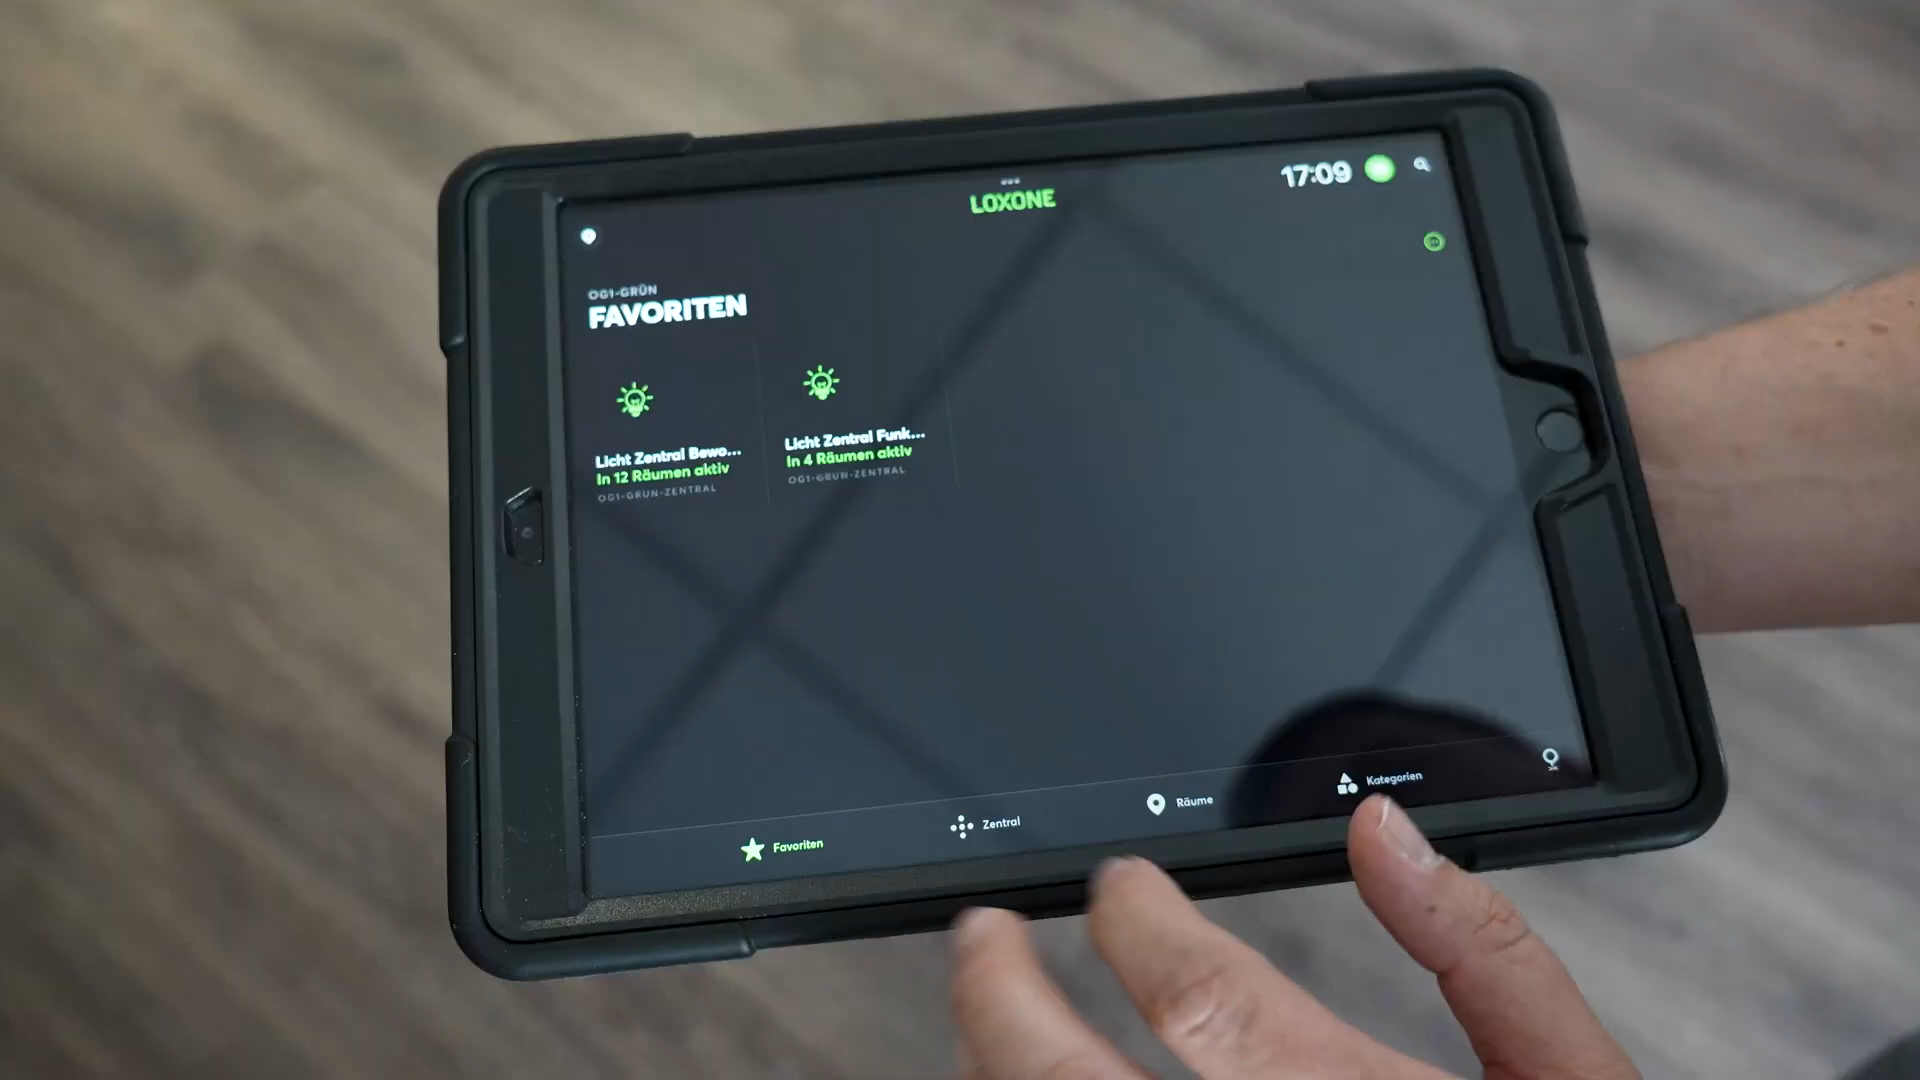 17:09
LOXONE
OG1-GRÜN
FAVORITEN
Licht Zentral Bewo...
In 12 Räumen aktiv
OG1-GRÜN-ZENTRAL
Licht Zentral Funk...
In 4 Räumen aktiv
OG1-GRÜN-ZENTRAL
Favoriten
Zentral
Räume
Kategorien